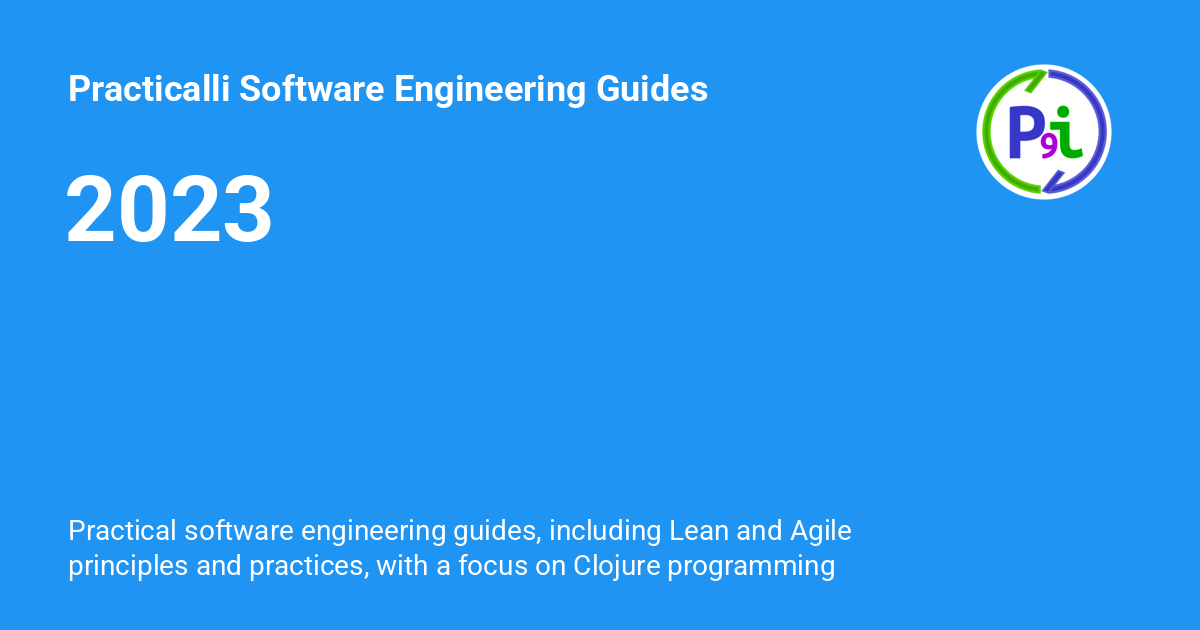 Practicalli Software Engineering Guides
P9i
2023
Practical software engineering guides, including Lean and Agile
principles and practices, with a focus on Clojure programming